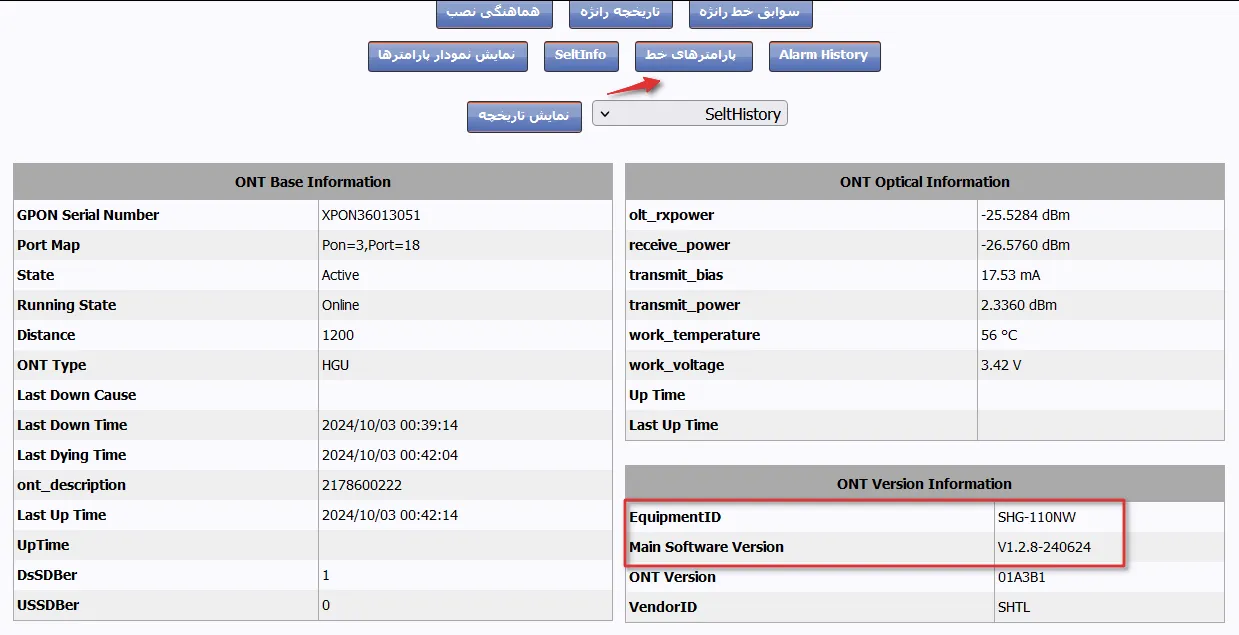 سوابق خط رانژه
تاریخچه رانژه
هماهنگی نصب
Alarm History
پارامترهای خط
SeltInfo
نمایش نمودار پارامترها
SeltHistory
نمایش تاریخچه
ONT Base Information
GPON Serial Number XPON36013051
Port Map Pon=3,Port=18
State Active
Running State Online
Distance 1200
ONT Type HGU
Last Down Cause
Last Down Time 2024/10/03 00:39:14
Last Dying Time 2024/10/03 00:42:04
ont_description 2178600222
Last Up Time 2024/10/03 00:42:14
UpTime
DsSDBer 1
USSDBer 0
ONT Optical Information
olt_rxpower -25.5284 dBm
receive_power -26.5760 dBm
transmit_bias 17.53 mA
transmit_power 2.3360 dBm
work_temperature 56 °C
work_voltage 3.42 V
Up Time
Last Up Time
ONT Version Information
EquipmentID SHG-110NW
Main Software Version V1.2.8-240624
ONT Version 01A3B1
VendorID SHTL